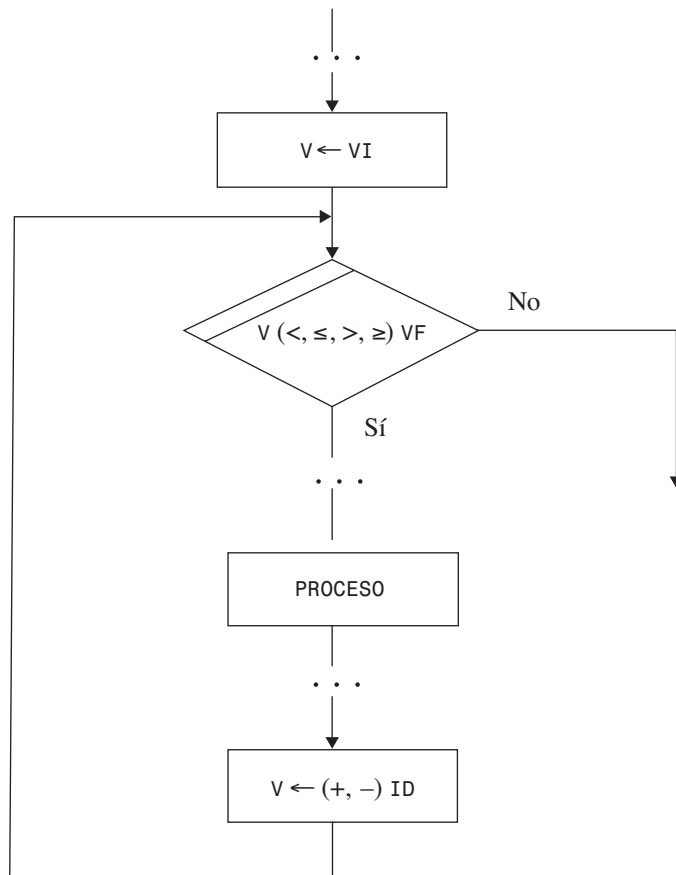 . . .
V ← VI
No
V (<, ≤, >, ≥) VF
Sí
. . .
PROCESO
. . .
V ← (+, –) ID